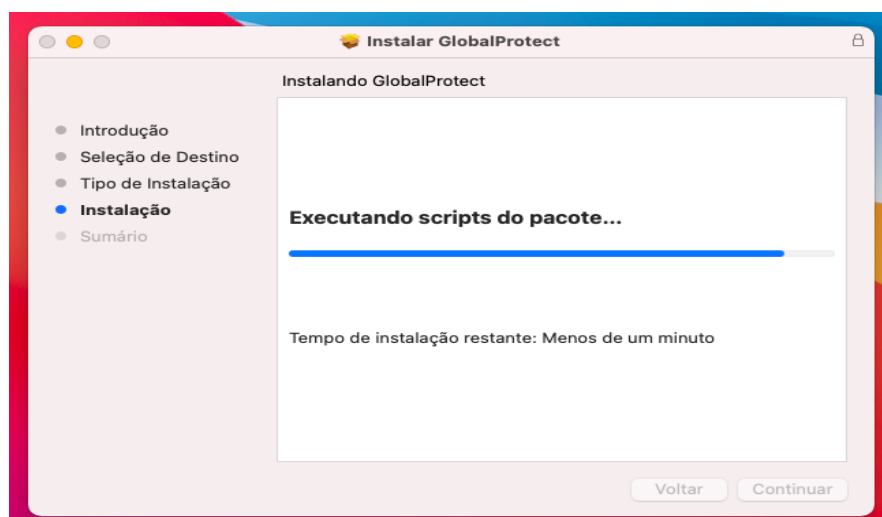 Instalar GlobalProtect
Instalando GlobalProtect
Introdução
Seleção de Destino
Tipo de Instalação
Instalação
Sumário
Executando scripts do pacote...
Tempo de instalação restante: Menos de um minuto
Voltar
Continuar